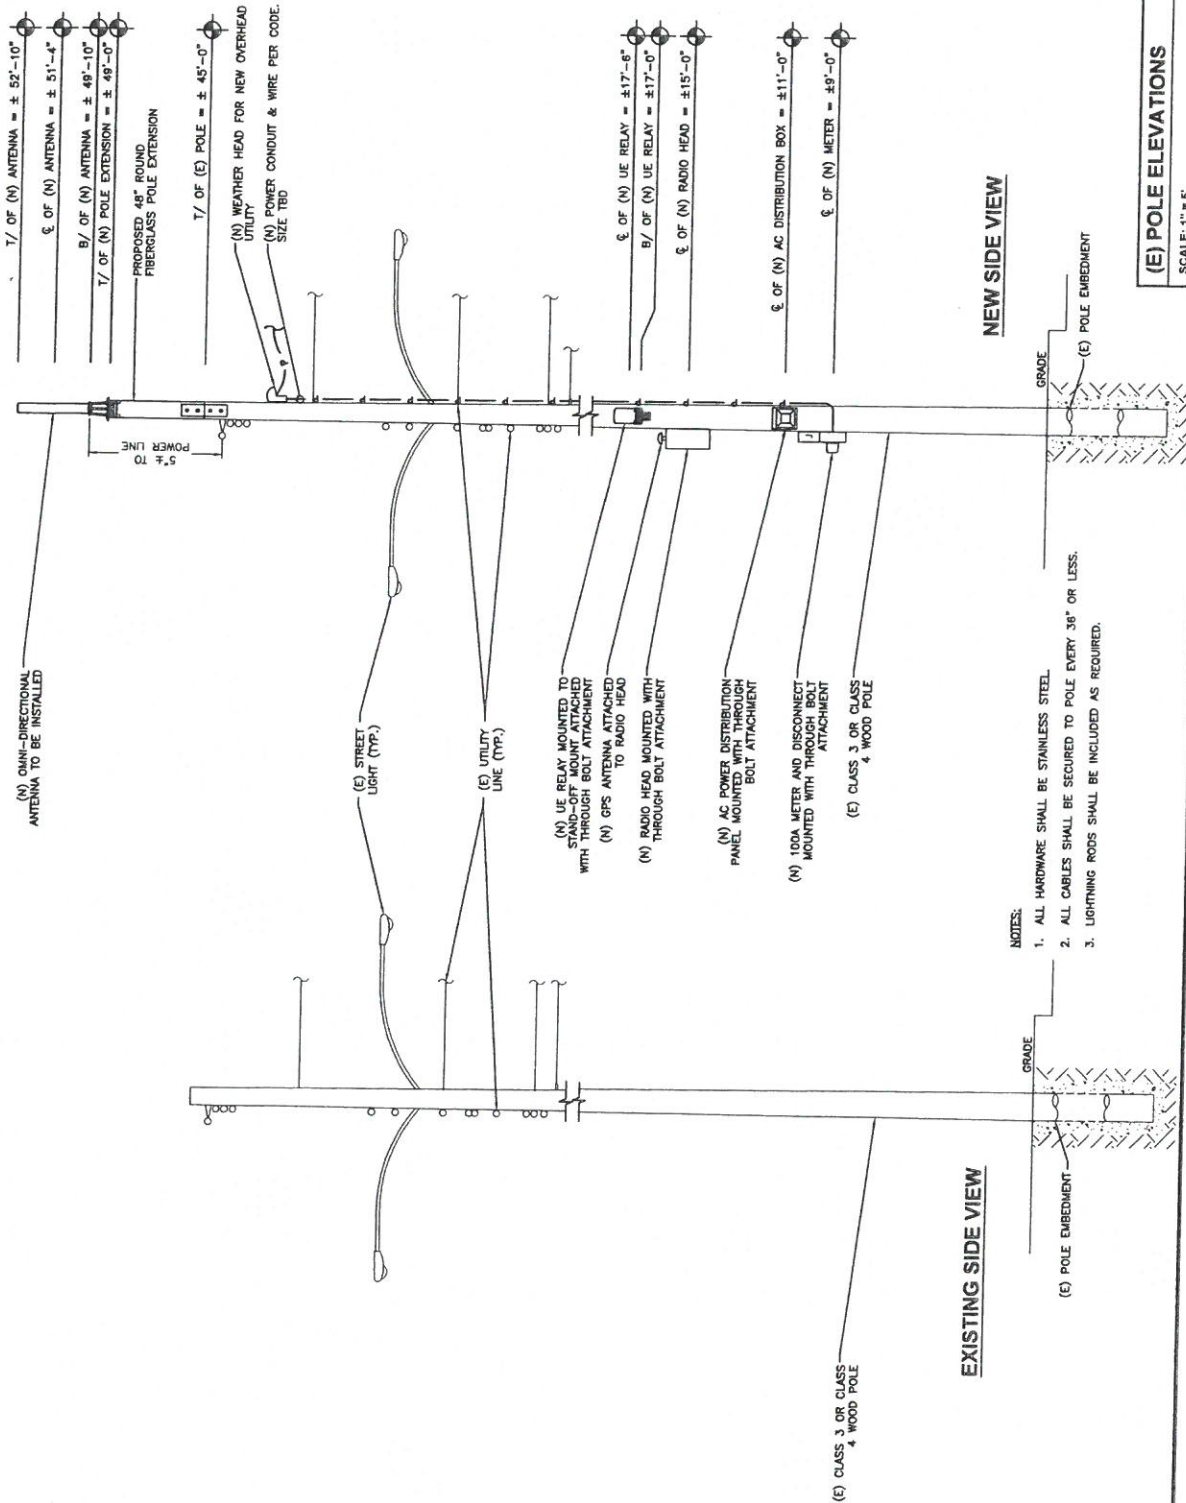 T/ OF (N) ANTENNA = ± 52'-10"
℄ OF (N) ANTENNA = ± 51'-4"
B/ OF (N) ANTENNA = ± 49'-10"
T/ OF (N) POLE EXTENSION = ± 49'-0"
PROPOSED 48" ROUND
FIBERGLASS POLE EXTENSION
T/ OF (E) POLE = ± 45'-0"
(N) WEATHER HEAD FOR NEW OVERHEAD
UTILITY
(N) POWER CONDUIT & WIRE PER CODE.
SIZE TBD
℄ OF (N) UE RELAY = ±17'-6"
B/ OF (N) UE RELAY = ±17'-0"
℄ OF (N) RADIO HEAD = ±15'-0"
℄ OF (N) AC DISTRIBUTION BOX = ±11'-0"
℄ OF (N) METER = ±9'-0"
5'± TO
POWER LINE
(N) OMNI-DIRECTIONAL
ANTENNA TO BE INSTALLED
(E) STREET
LIGHT (TYP.)
(E) UTILITY
LINE (TYP.)
(N) UE RELAY MOUNTED TO
STAND-OFF MOUNT ATTACHED
WITH THROUGH BOLT ATTACHMENT
(N) GPS ANTENNA ATTACHED
TO RADIO HEAD
(N) RADIO HEAD MOUNTED WITH
THROUGH BOLT ATTACHMENT
(N) AC POWER DISTRIBUTION
PANEL MOUNTED WITH THROUGH
BOLT ATTACHMENT
(N) 100A METER AND DISCONNECT
MOUNTED WITH THROUGH BOLT
ATTACHMENT
(E) CLASS 3 OR CLASS
4 WOOD POLE
GRADE
(E) POLE EMBEDMENT
NEW SIDE VIEW
(E) CLASS 3 OR CLASS
4 WOOD POLE
GRADE
(E) POLE EMBEDMENT
EXISTING SIDE VIEW
NOTES:
1. ALL HARDWARE SHALL BE STAINLESS STEEL.
2. ALL CABLES SHALL BE SECURED TO POLE EVERY 36" OR LESS.
3. LIGHTNING RODS SHALL BE INCLUDED AS REQUIRED.
(E) POLE ELEVATIONS
SCALE: 1" = 5'